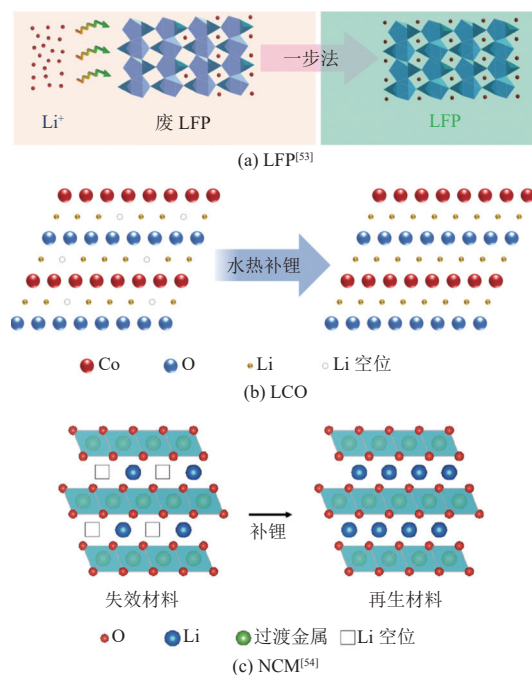 一步法
Li⁺ 废 LFP LFP
(a) LFP[53]
水热补锂
Co O Li Li 空位
(b) LCO
补锂
失效材料 再生材料
O Li 过渡金属 Li 空位
(c) NCM[54]